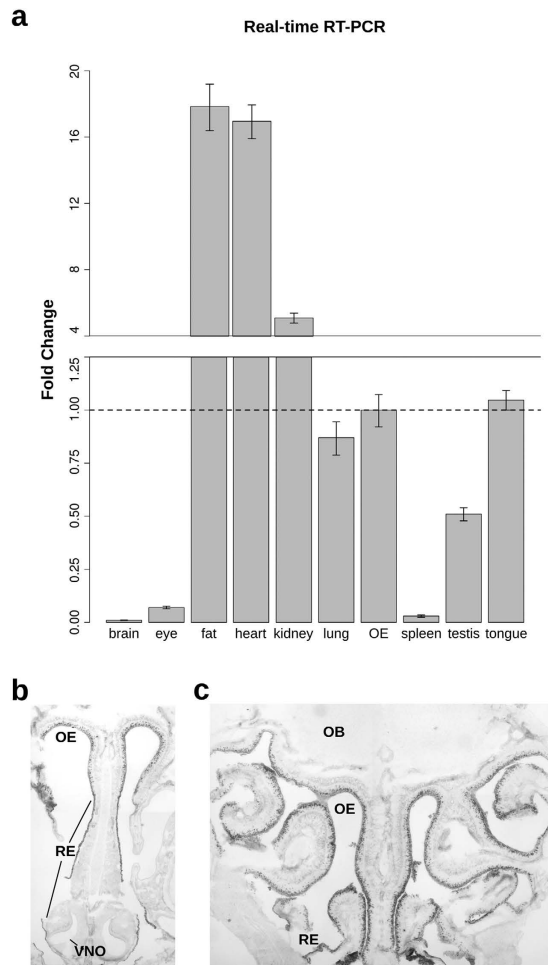 a
Real-time RT-PCR
Fold Change
20
16
12
8
4
1.25
1.00
0.75
0.50
0.25
0.00
brain eye fat heart kidney lung OE spleen testis tongue
b
OE
RE
VNO
c
OB
OE
RE